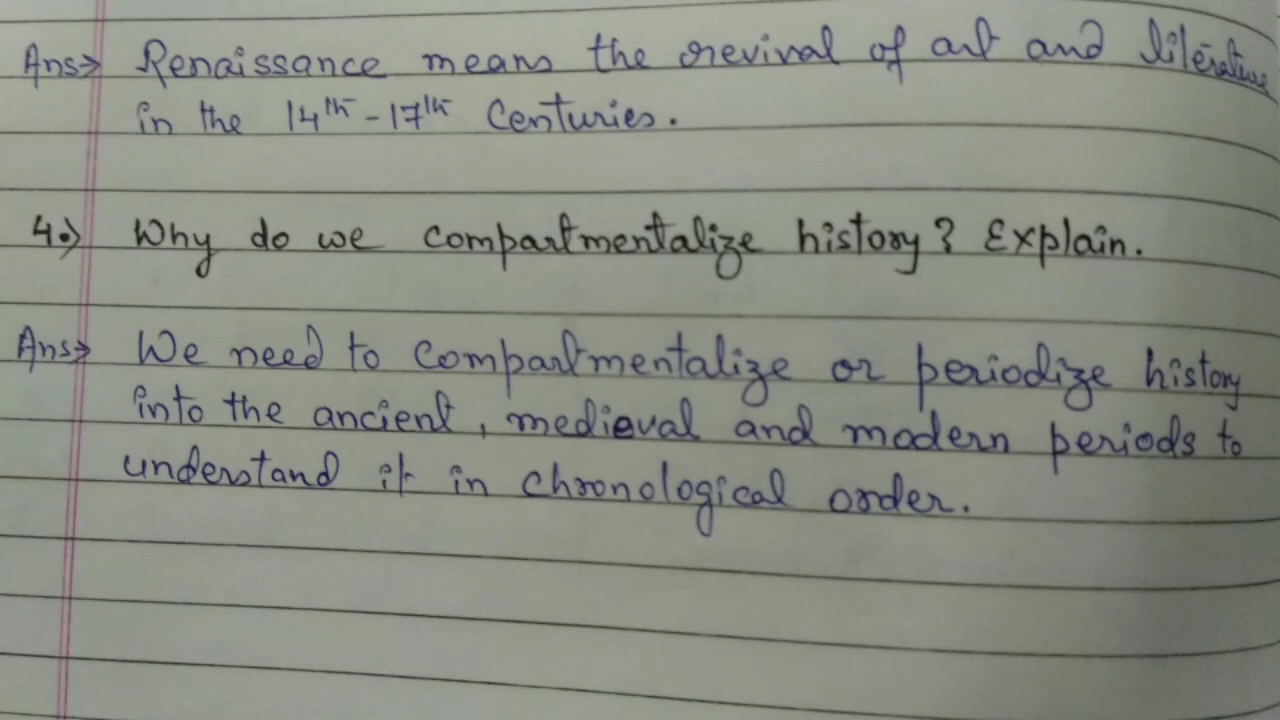 Ans⇒ Renaissance means the revival of art and literature
in the 14th - 17th Centuries.
4.) Why do we compartmentalize history? Explain.
Ans⇒ We need to compartmentalize or periodize history
into the ancient, medieval and modern periods to
understand it in chronological order.